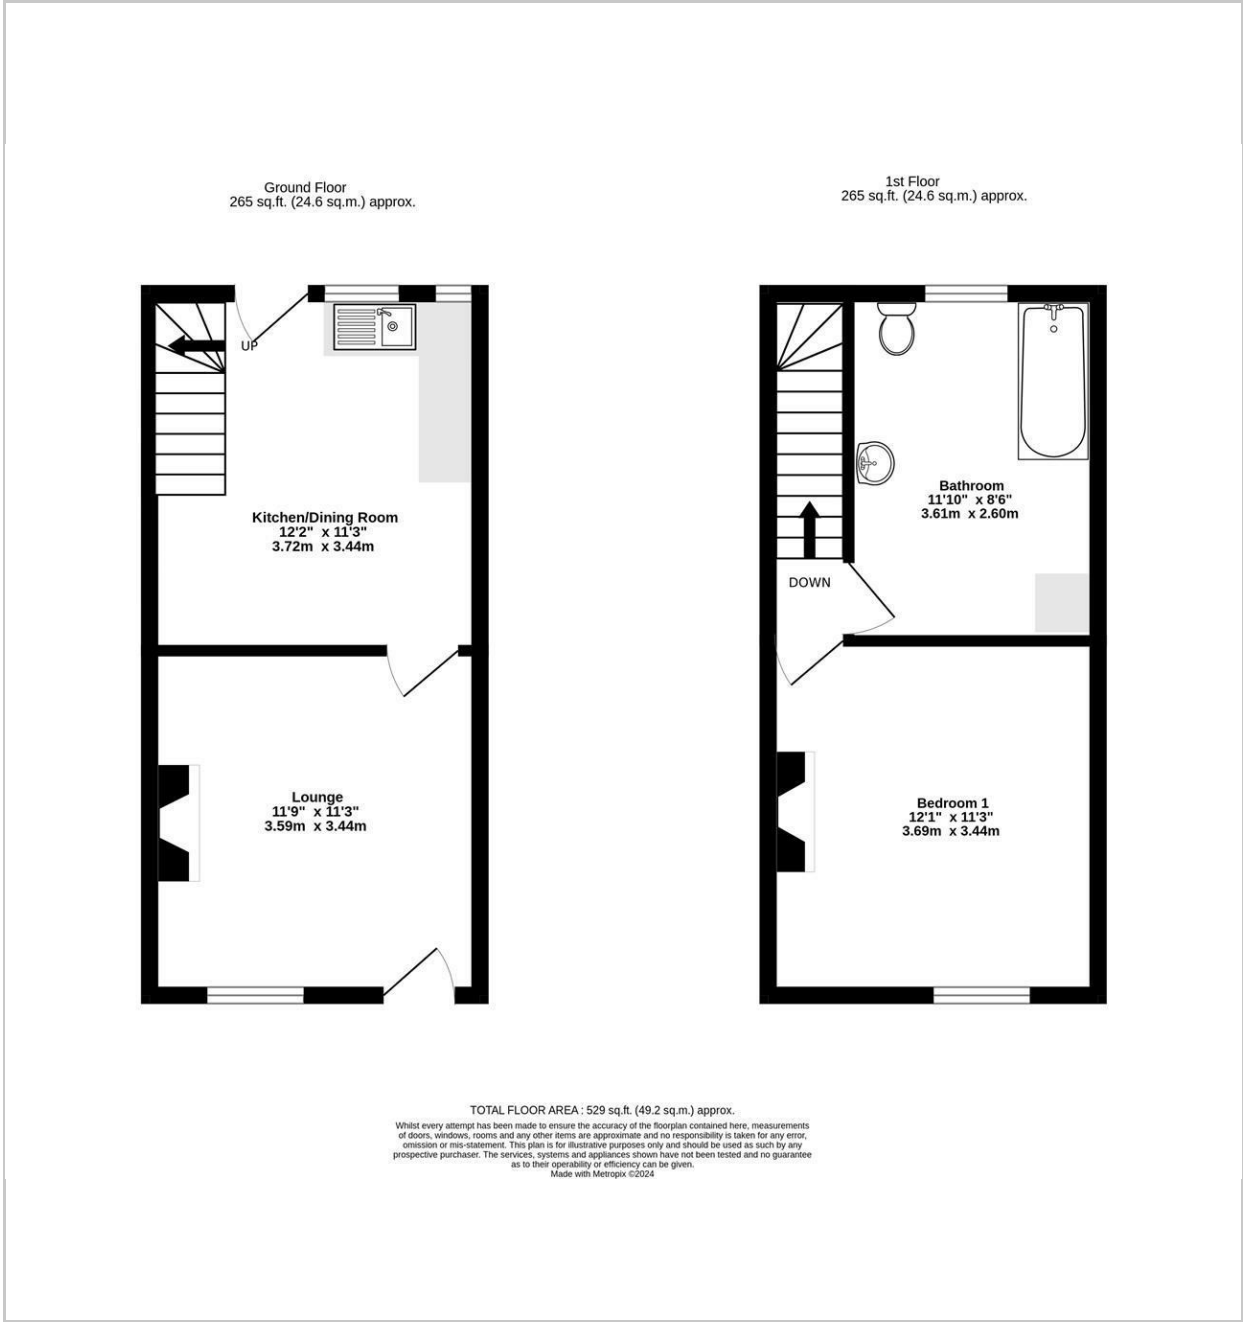 Ground Floor
265 sq.ft. (24.6 sq.m.) approx.
UP
Kitchen/Dining Room
12'2" x 11'3"
3.72m x 3.44m
Lounge
11'9" x 11'3"
3.59m x 3.44m
1st Floor
265 sq.ft. (24.6 sq.m.) approx.
Bathroom
11'10" x 8'6"
3.61m x 2.60m
DOWN
Bedroom 1
12'1" x 11'3"
3.69m x 3.44m
TOTAL FLOOR AREA : 529 sq.ft. (49.2 sq.m.) approx.
Whilst every attempt has been made to ensure the accuracy of the floorplan contained here, measurements
of doors, windows, rooms and any other items are approximate and no responsibility is taken for any error,
omission or mis-statement. This plan is for illustrative purposes only and should be used as such by any
prospective purchaser. The services, systems and appliances shown have not been tested and no guarantee
as to their operability or efficiency can be given.
Made with Metropix ©2024